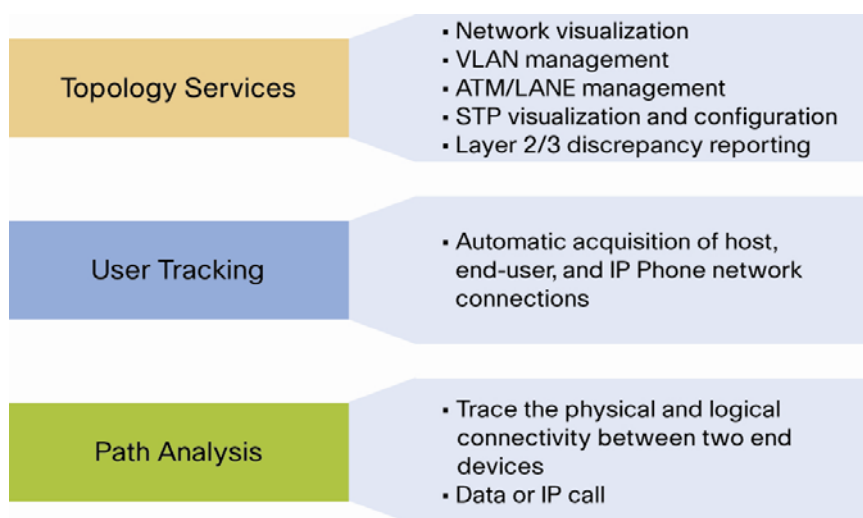 Topology Services
▪ Network visualization
▪ VLAN management
▪ ATM/LANE management
▪ STP visualization and configuration
▪ Layer 2/3 discrepancy reporting
User Tracking
▪ Automatic acquisition of host,
end-user, and IP Phone network
connections
Path Analysis
▪ Trace the physical and logical
connectivity between two end
devices
▪ Data or IP call